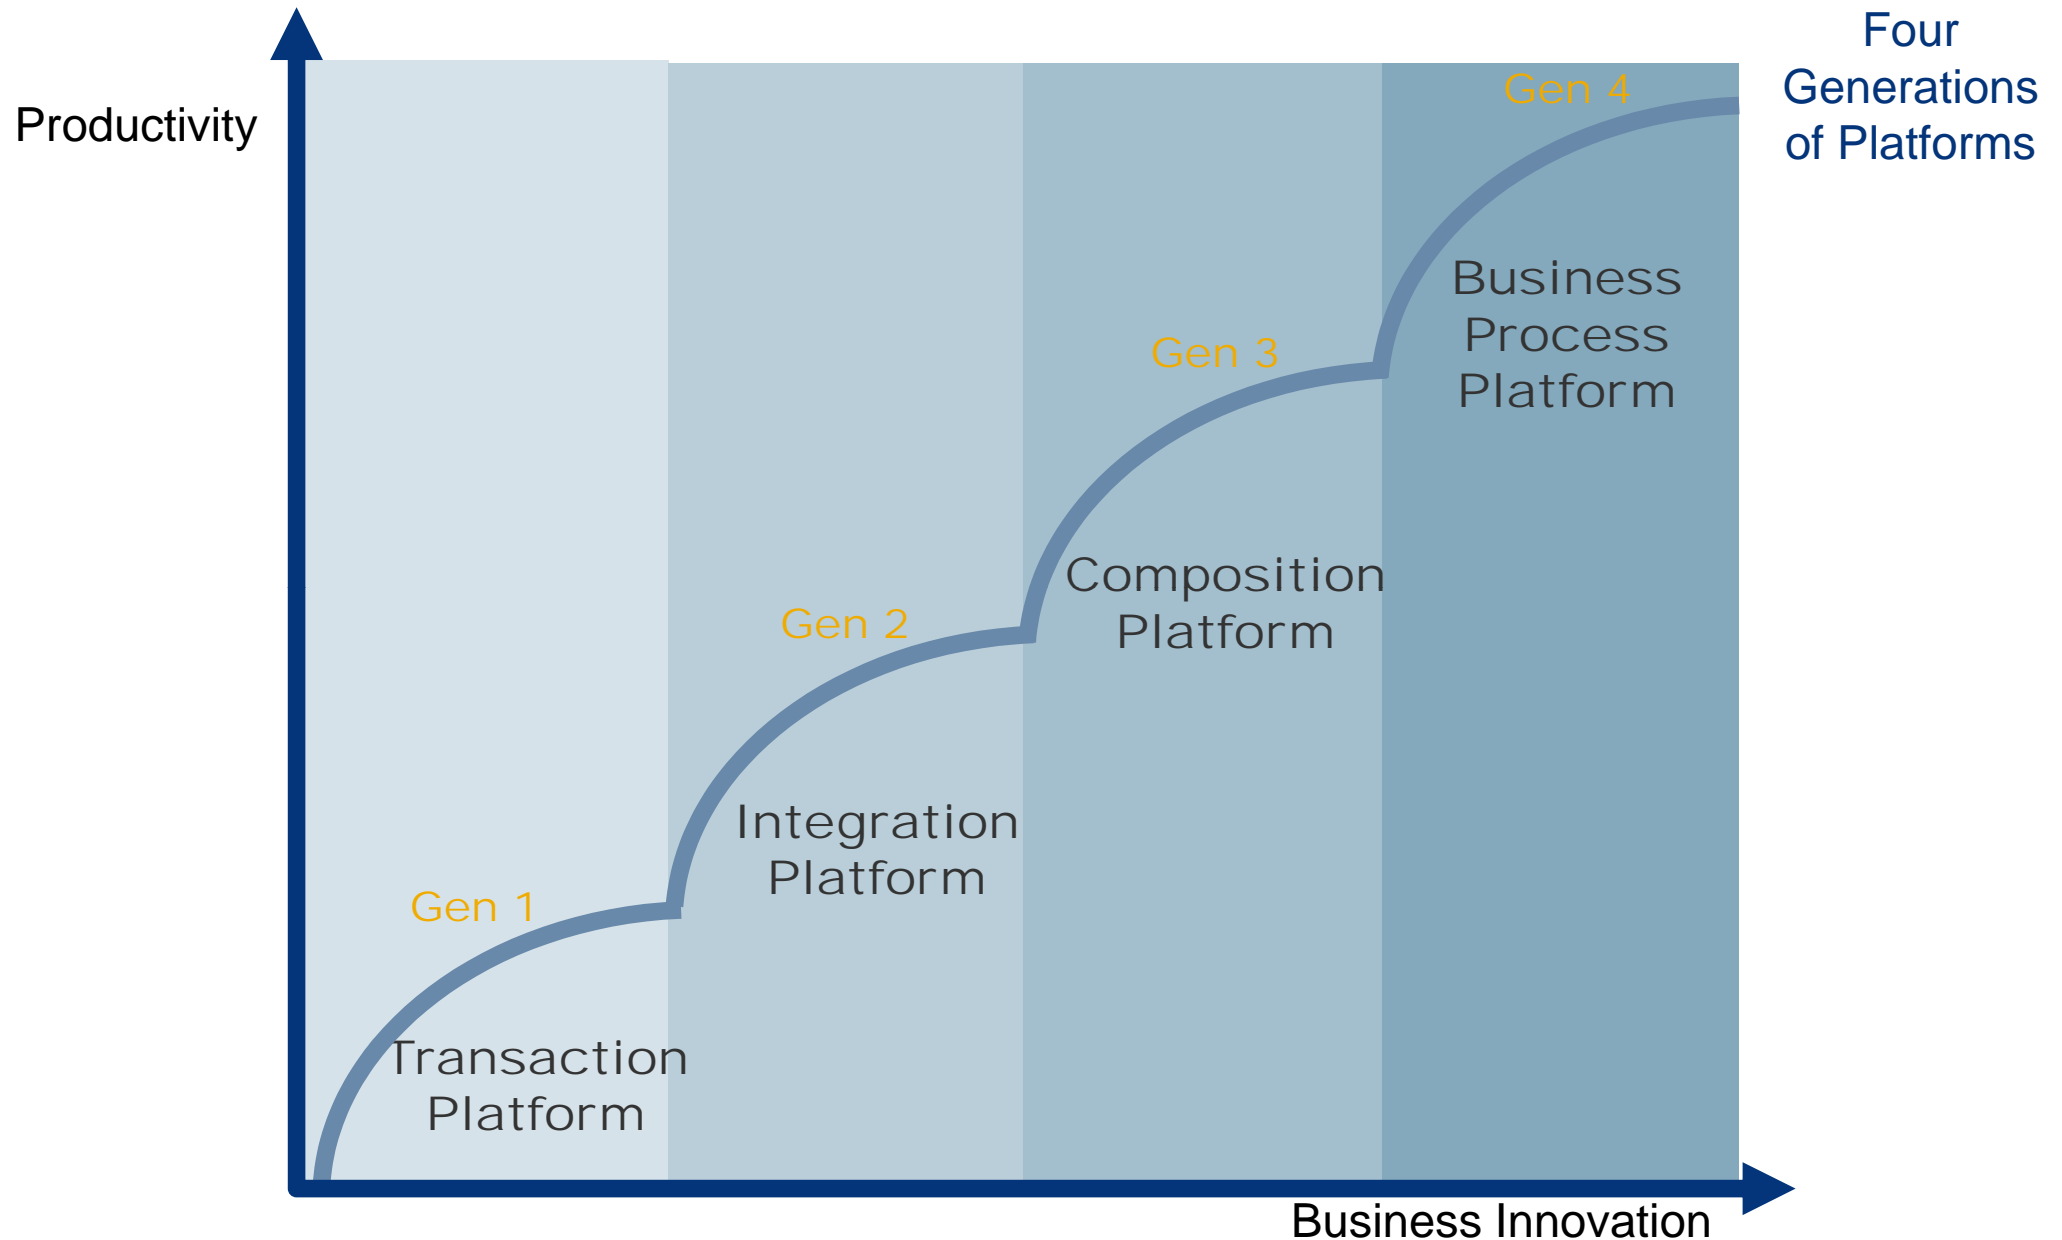 Four
Generations
of Platforms
Productivity
Gen 4
Business
Process
Platform
Gen 3
Composition
Platform
Gen 2
Integration
Platform
Gen 1
Transaction
Platform
Business Innovation